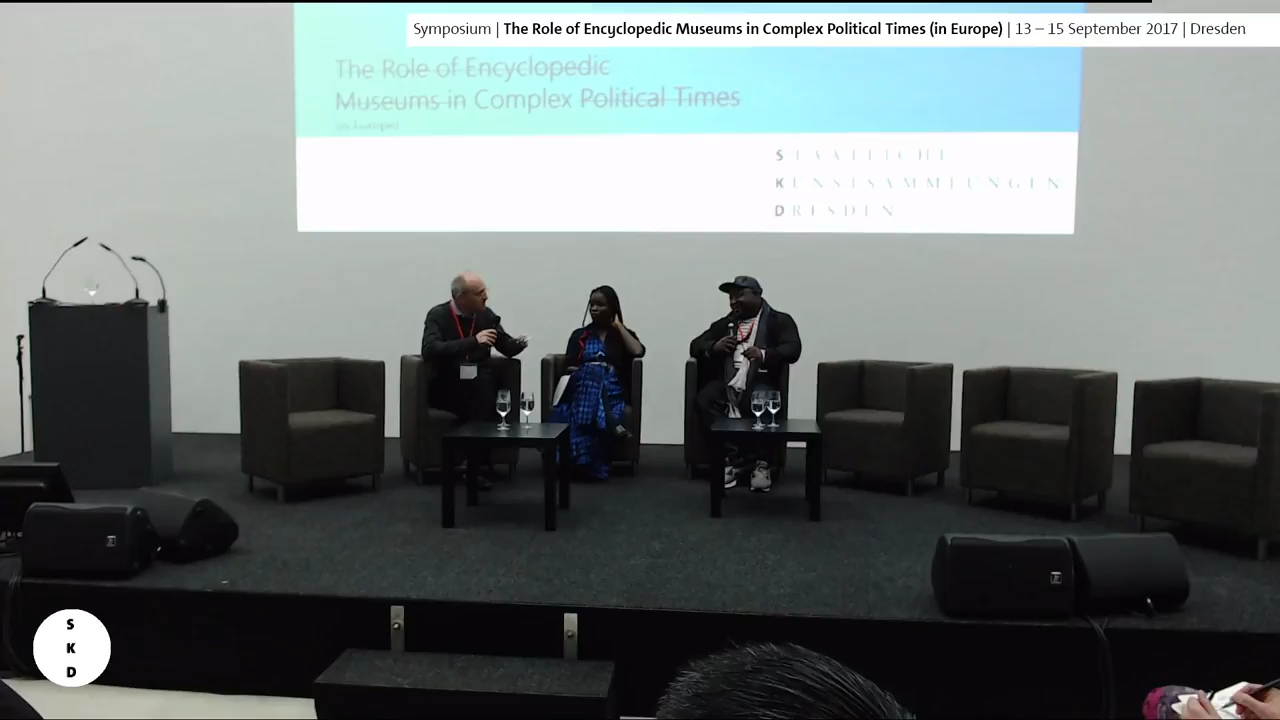 Symposium | The Role of Encyclopedic Museums in Complex Political Times (in Europe) | 13 – 15 September 2017 | Dresden
The Role of Encyclopedic
Museums in Complex Political Times
(in Europe)
STAATLICHE
KUNSTSAMMLUNGEN
DRESDEN
S
K
D